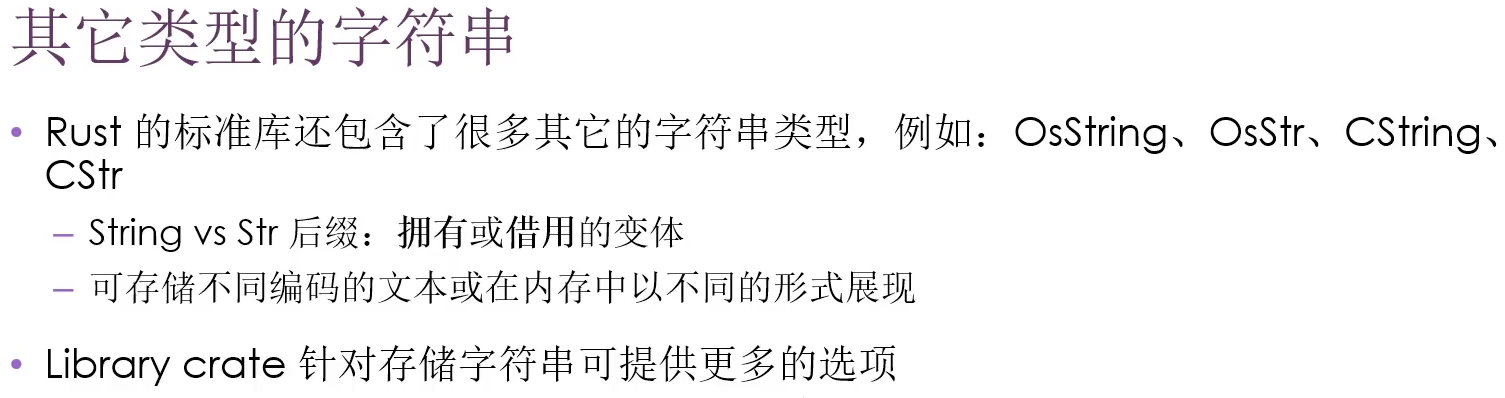 其它类型的字符串
• Rust 的标准库还包含了很多其它的字符串类型，例如：OsString、OsStr、CString、
CStr
– String vs Str 后缀：拥有或借用的变体
– 可存储不同编码的文本或在内存中以不同的形式展现
• Library crate 针对存储字符串可提供更多的选项